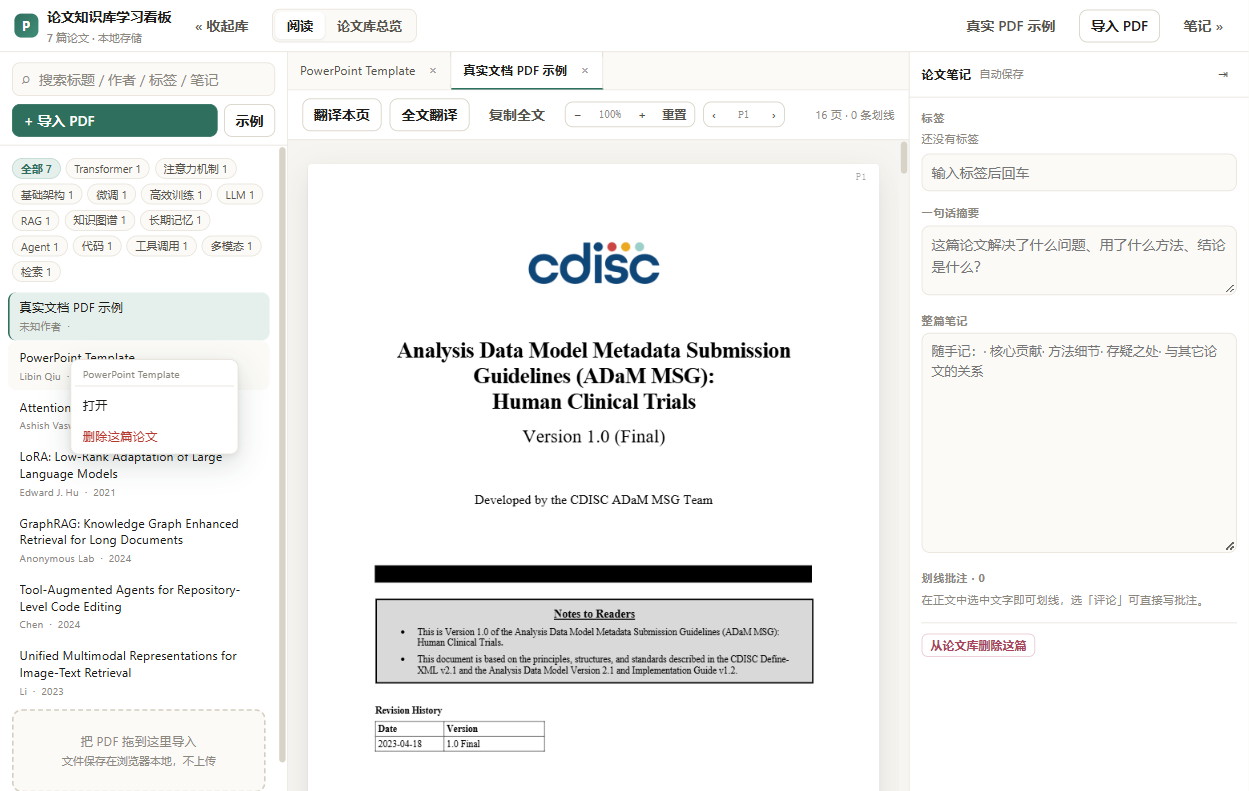 P
论文知识库学习看板
7 篇论文 · 本地存储
« 收起库
阅读
论文库总览
真实 PDF 示例
导入 PDF
笔记 »
搜索标题 / 作者 / 标签 / 笔记
+ 导入 PDF
示例
全部 7
Transformer 1
注意力机制 1
基础架构 1
微调 1
高效训练 1
LLM 1
RAG 1
知识图谱 1
长期记忆 1
Agent 1
代码 1
工具调用 1
多模态 1
检索 1
真实文档 PDF 示例
未知作者 ·
PowerPoint Template
Libin Qiu ·
PowerPoint Template
打开
删除这篇论文
Attention
Ashish Vasw
LoRA: Low-Rank Adaptation of Large
Language Models
Edward J. Hu · 2021
GraphRAG: Knowledge Graph Enhanced
Retrieval for Long Documents
Anonymous Lab · 2024
Tool-Augmented Agents for Repository-
Level Code Editing
Chen · 2024
Unified Multimodal Representations for
Image-Text Retrieval
Li · 2023
把 PDF 拖到这里导入
文件保存在浏览器本地，不上传
PowerPoint Template ×
真实文档 PDF 示例 ×
翻译本页
全文翻译
复制全文
− 100% + 重置
‹ P1 ›
16 页 · 0 条划线
P1
cdisc
Analysis Data Model Metadata Submission
Guidelines (ADaM MSG):
Human Clinical Trials
Version 1.0 (Final)
Developed by the CDISC ADaM MSG Team
Notes to Readers
• This is Version 1.0 of the Analysis Data Model Metadata Submission Guidelines (ADaM MSG):
Human Clinical Trials.
• This document is based on the principles, structures, and standards described in the CDISC Define-
XML v2.1 and the Analysis Data Model Version 2.1 and Implementation Guide v1.2.
Revision History
Date Version
2023-04-18 1.0 Final
论文笔记 自动保存 ⇥
标签
还没有标签
输入标签后回车
一句话摘要
这篇论文解决了什么问题、用了什么方法、结论
是什么？
整篇笔记
随手记：· 核心贡献· 方法细节· 存疑之处· 与其它论
文的关系
划线批注 · 0
在正文中选中文字即可划线，选「评论」可直接写批注。
从论文库删除这篇